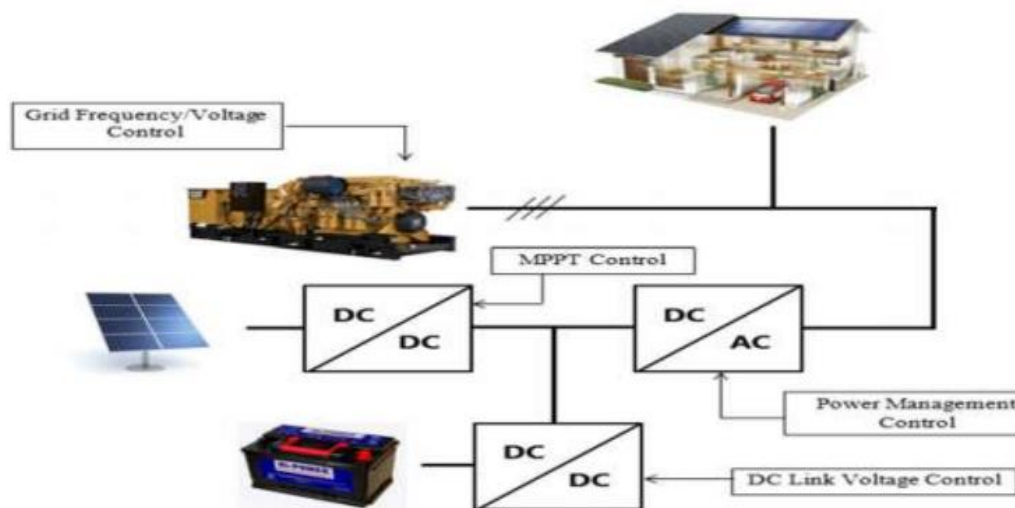 Grid Frequency/Voltage
Control
MPPT Control
DC
DC
DC
AC
Power Management
Control
DC
DC
DC Link Voltage Control